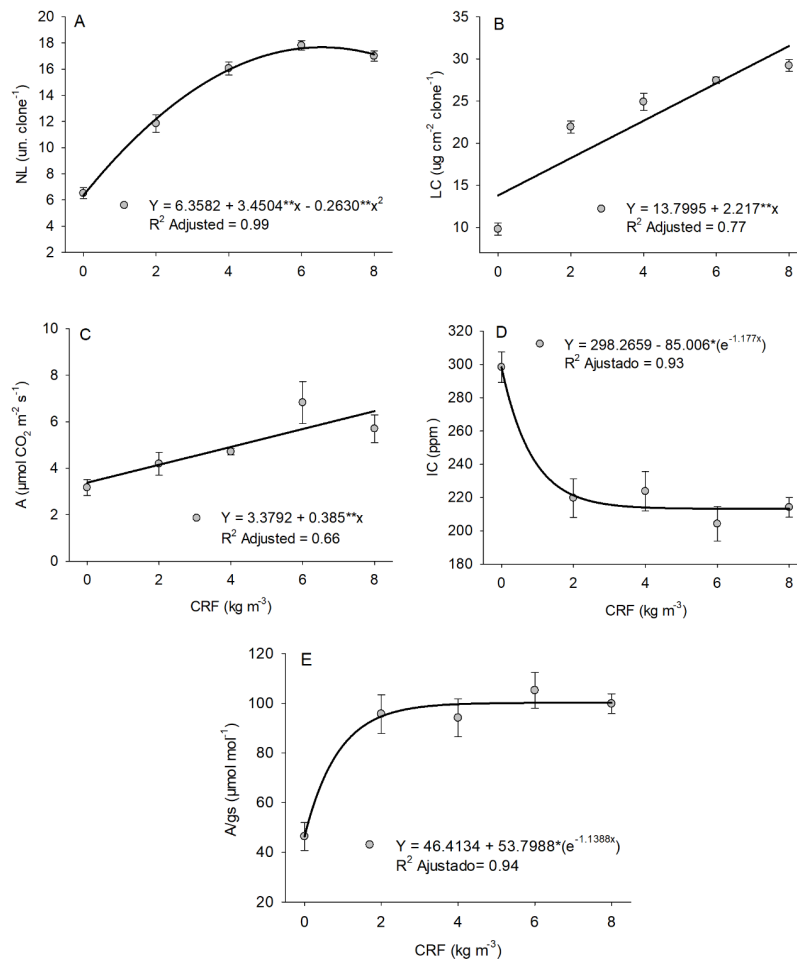 A
NL (un. clone⁻¹)
20
18
16
14
12
10
8
6
4
2
Y = 6.3582 + 3.4504**x - 0.2630**x²
R² Adjusted = 0.99
0 2 4 6 8
B
LC (ug cm⁻² clone⁻¹)
35
30
25
20
15
10
Y = 13.7995 + 2.217**x
R² Adjusted = 0.77
0 2 4 6 8
C
A (µmol CO₂ m⁻² s⁻¹)
10
8
6
4
2
0
Y = 3.3792 + 0.385**x
R² Adjusted = 0.66
0 2 4 6 8
CRF (kg m⁻³)
D
IC (ppm)
320
300
280
260
240
220
200
180
Y = 298.2659 - 85.006*(e^-1.177x)
R² Ajustado = 0.93
0 2 4 6 8
CRF (kg m⁻³)
E
A/gs (µmol mol⁻¹)
120
100
80
60
40
20
Y = 46.4134 + 53.7988*(e^-1.1388x)
R² Ajustado= 0.94
0 2 4 6 8
CRF (kg m⁻³)